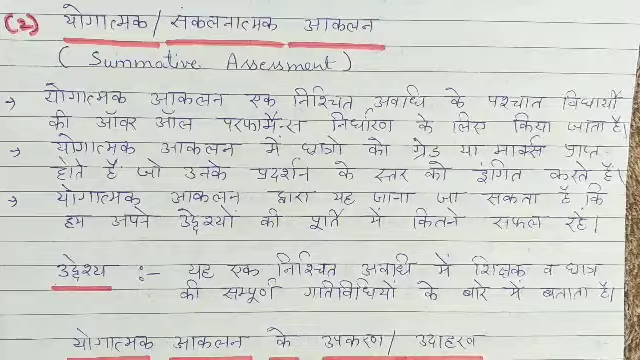 (2) योगात्मक / संकलनात्मक आकलन
( Summative Assessment )
→ योगात्मक आकलन एक निश्चित अवधि के पश्चात विधार्थी
की ऑवर ऑल परफॉर्मेन्स निर्धारण के लिए किया जाता है।
→ योगात्मक आकलन में छात्रो को ग्रेड या मार्क्स प्राप्त
होते हैं जो उनके प्रदर्शन के स्तर को इंगित करते हैं।
→ योगात्मक आकलन द्वारा यह जाना जा सकता है कि
हम अपने उद्देश्यों की पूर्ति में कितने सफल रहे।
उद्देश्य :- यह एक निश्चित अवधि में शिक्षक व छात्र
की सम्पूर्ण गतिविधियों के बारे में बताता है।
योगात्मक आकलन के उपकरण / उदाहरण